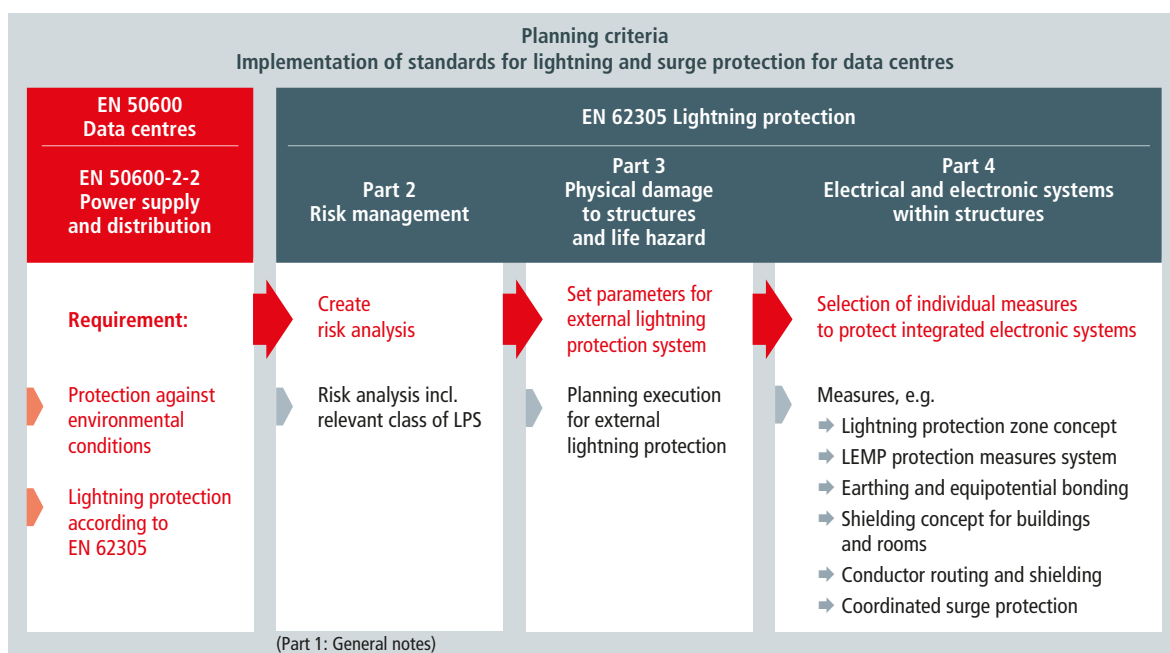 Planning criteria
Implementation of standards for lightning and surge protection for data centres
EN 50600
Data centres
EN 50600-2-2
Power supply
and distribution
EN 62305 Lightning protection
Part 2
Risk management
Part 3
Physical damage
to structures
and life hazard
Part 4
Electrical and electronic systems
within structures
Requirement:
Protection against
environmental
conditions
Lightning protection
according to
EN 62305
Create
risk analysis
Risk analysis incl.
relevant class of LPS
Set parameters for
external lightning
protection system
Planning execution
for external
lightning protection
Selection of individual measures
to protect integrated electronic systems
Measures, e.g.
Lightning protection zone concept
LEMP protection measures system
Earthing and equipotential bonding
Shielding concept for buildings
and rooms
Conductor routing and shielding
Coordinated surge protection
(Part 1: General notes)